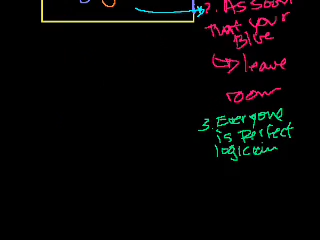 2. As soon
that your
Blue
↳ leave
room
3. Everyone
is Perfect
logician